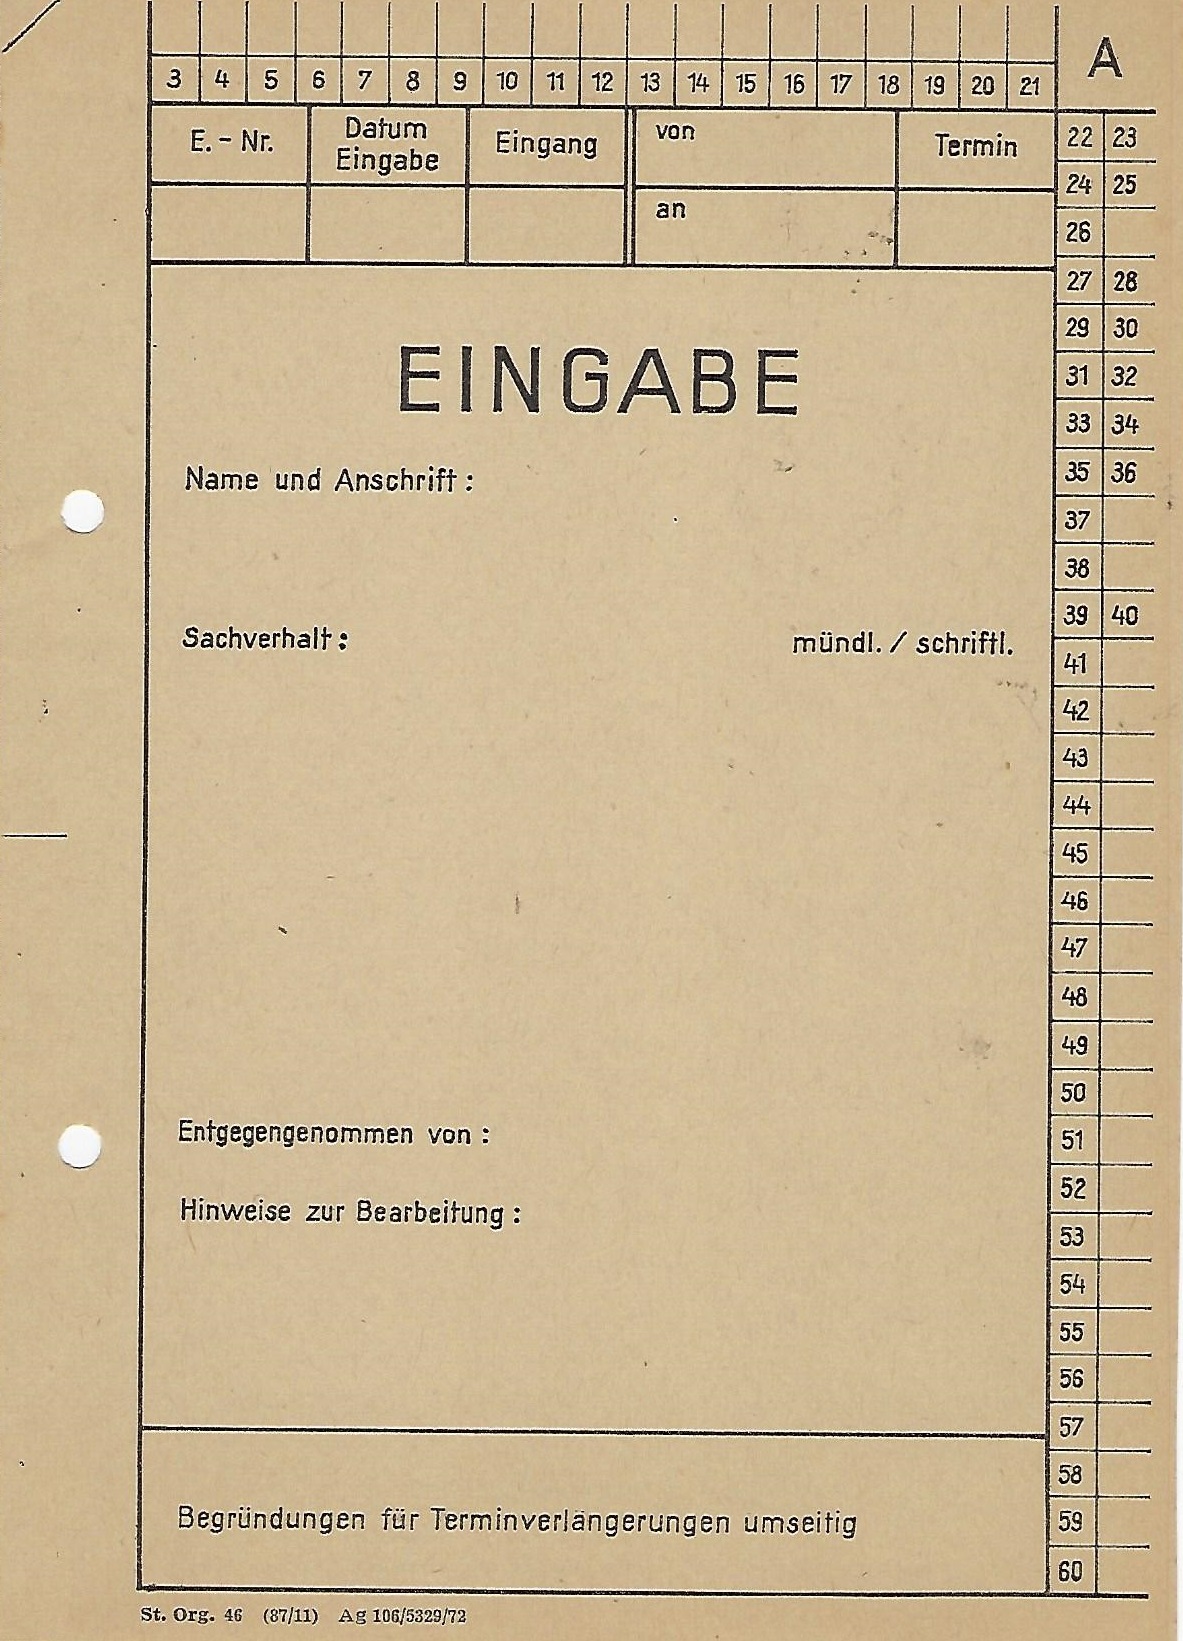 A
3 4 5 6 7 8 9 10 11 12 13 14 15 16 17 18 19 20 21
E.-Nr. Datum Eingabe Eingang von Termin
an
22 23
24 25
26
27 28
29 30
31 32
33 34
35 36
37
38
39 40
41
42
43
44
45
46
47
48
49
50
51
52
53
54
55
56
57
58
59
60
EINGABE
Name und Anschrift:
Sachverhalt: mündl. / schriftl.
Entgegengenommen von:
Hinweise zur Bearbeitung:
Begründungen für Terminverlängerungen umseitig
St. Org. 46 (87/11) Ag 106/5329/72